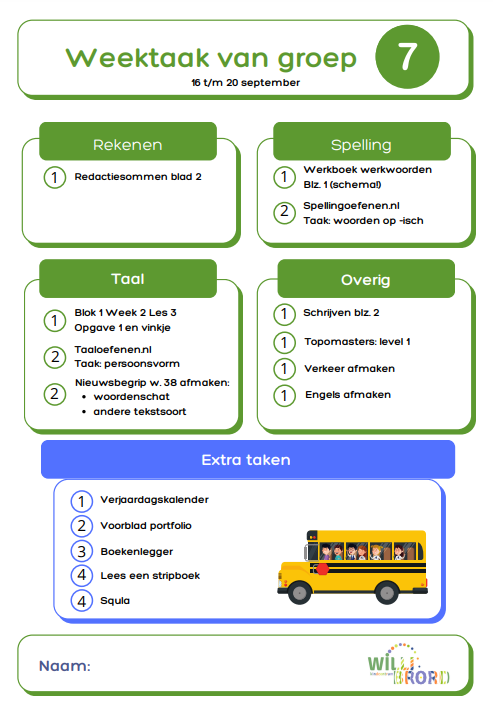 Weektaak van groep
7
16 t/m 20 september
Rekenen
1 Redactiesommen blad 2
Spelling
1 Werkboek werkwoorden
Blz. 1 (schema!)
2 Spellingoefenen.nl
Taak: woorden op -isch
Taal
1 Blok 1 Week 2 Les 3
Opgave 1 en vinkje
2 Taaloefenen.nl
Taak: persoonsvorm
2 Nieuwsbegrip w. 38 afmaken:
• woordenschat
• andere tekstsoort
Overig
1 Schrijven blz. 2
1 Topomasters: level 1
1 Verkeer afmaken
1 Engels afmaken
Extra taken
1 Verjaardagskalender
2 Voorblad portfolio
3 Boekenlegger
4 Lees een stripboek
4 Squla
Naam:
WILLI
BRORD